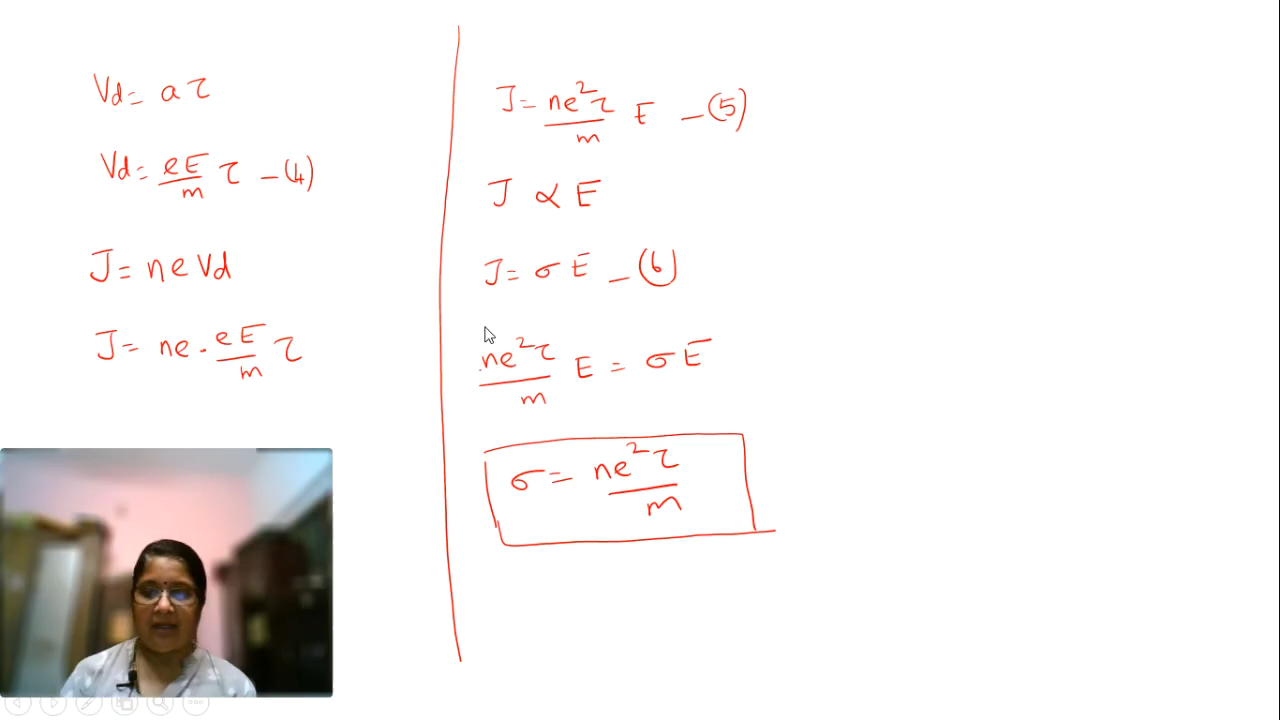 Vd = aτ
Vd = eE/m τ — (4)
J = neVd
J = ne · eE/m τ
J = ne²τ/m E — (5)
J ∝ E
J = σE — (6)
ne²τ/m E = σE
σ = ne²τ/m